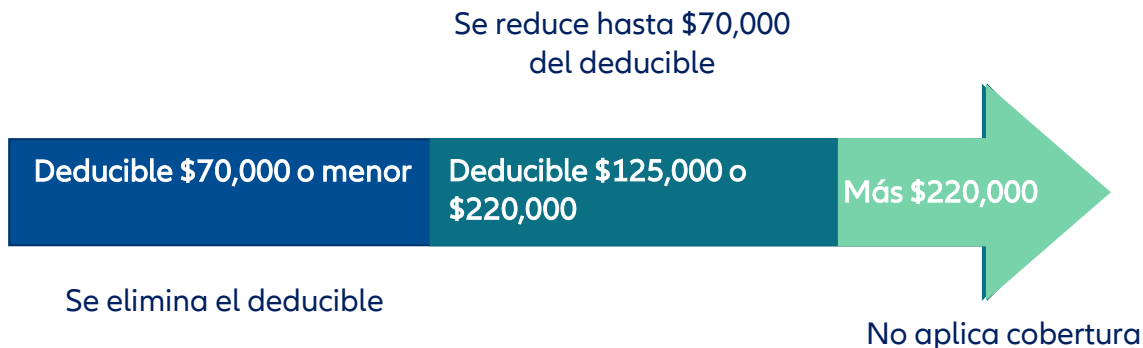 Se reduce hasta $70,000
del deducible
Deducible $70,000 o menor
Deducible $125,000 o
$220,000
Más $220,000
Se elimina el deducible
No aplica cobertura